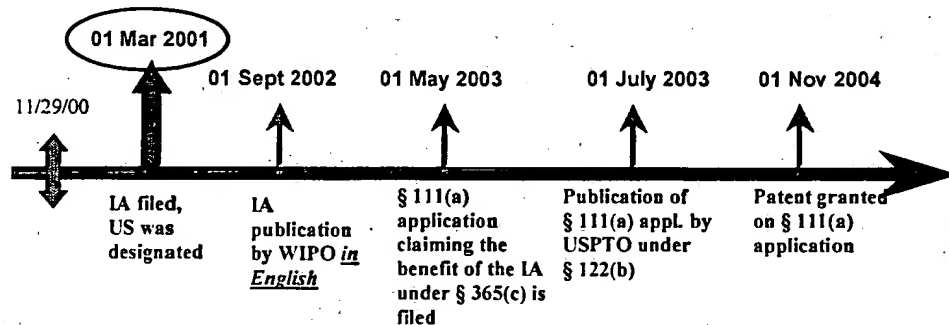 01 Mar 2001
01 Sept 2002
01 May 2003
01 July 2003
01 Nov 2004
11/29/00
IA filed,
US was
designated
IA
publication
by WIPO in
English
§ 111(a)
application
claiming the
benefit of the IA
under § 365(c) is
filed
Publication of
§ 111(a) appl. by
USPTO under
§ 122(b)
Patent granted
on § 111(a)
application